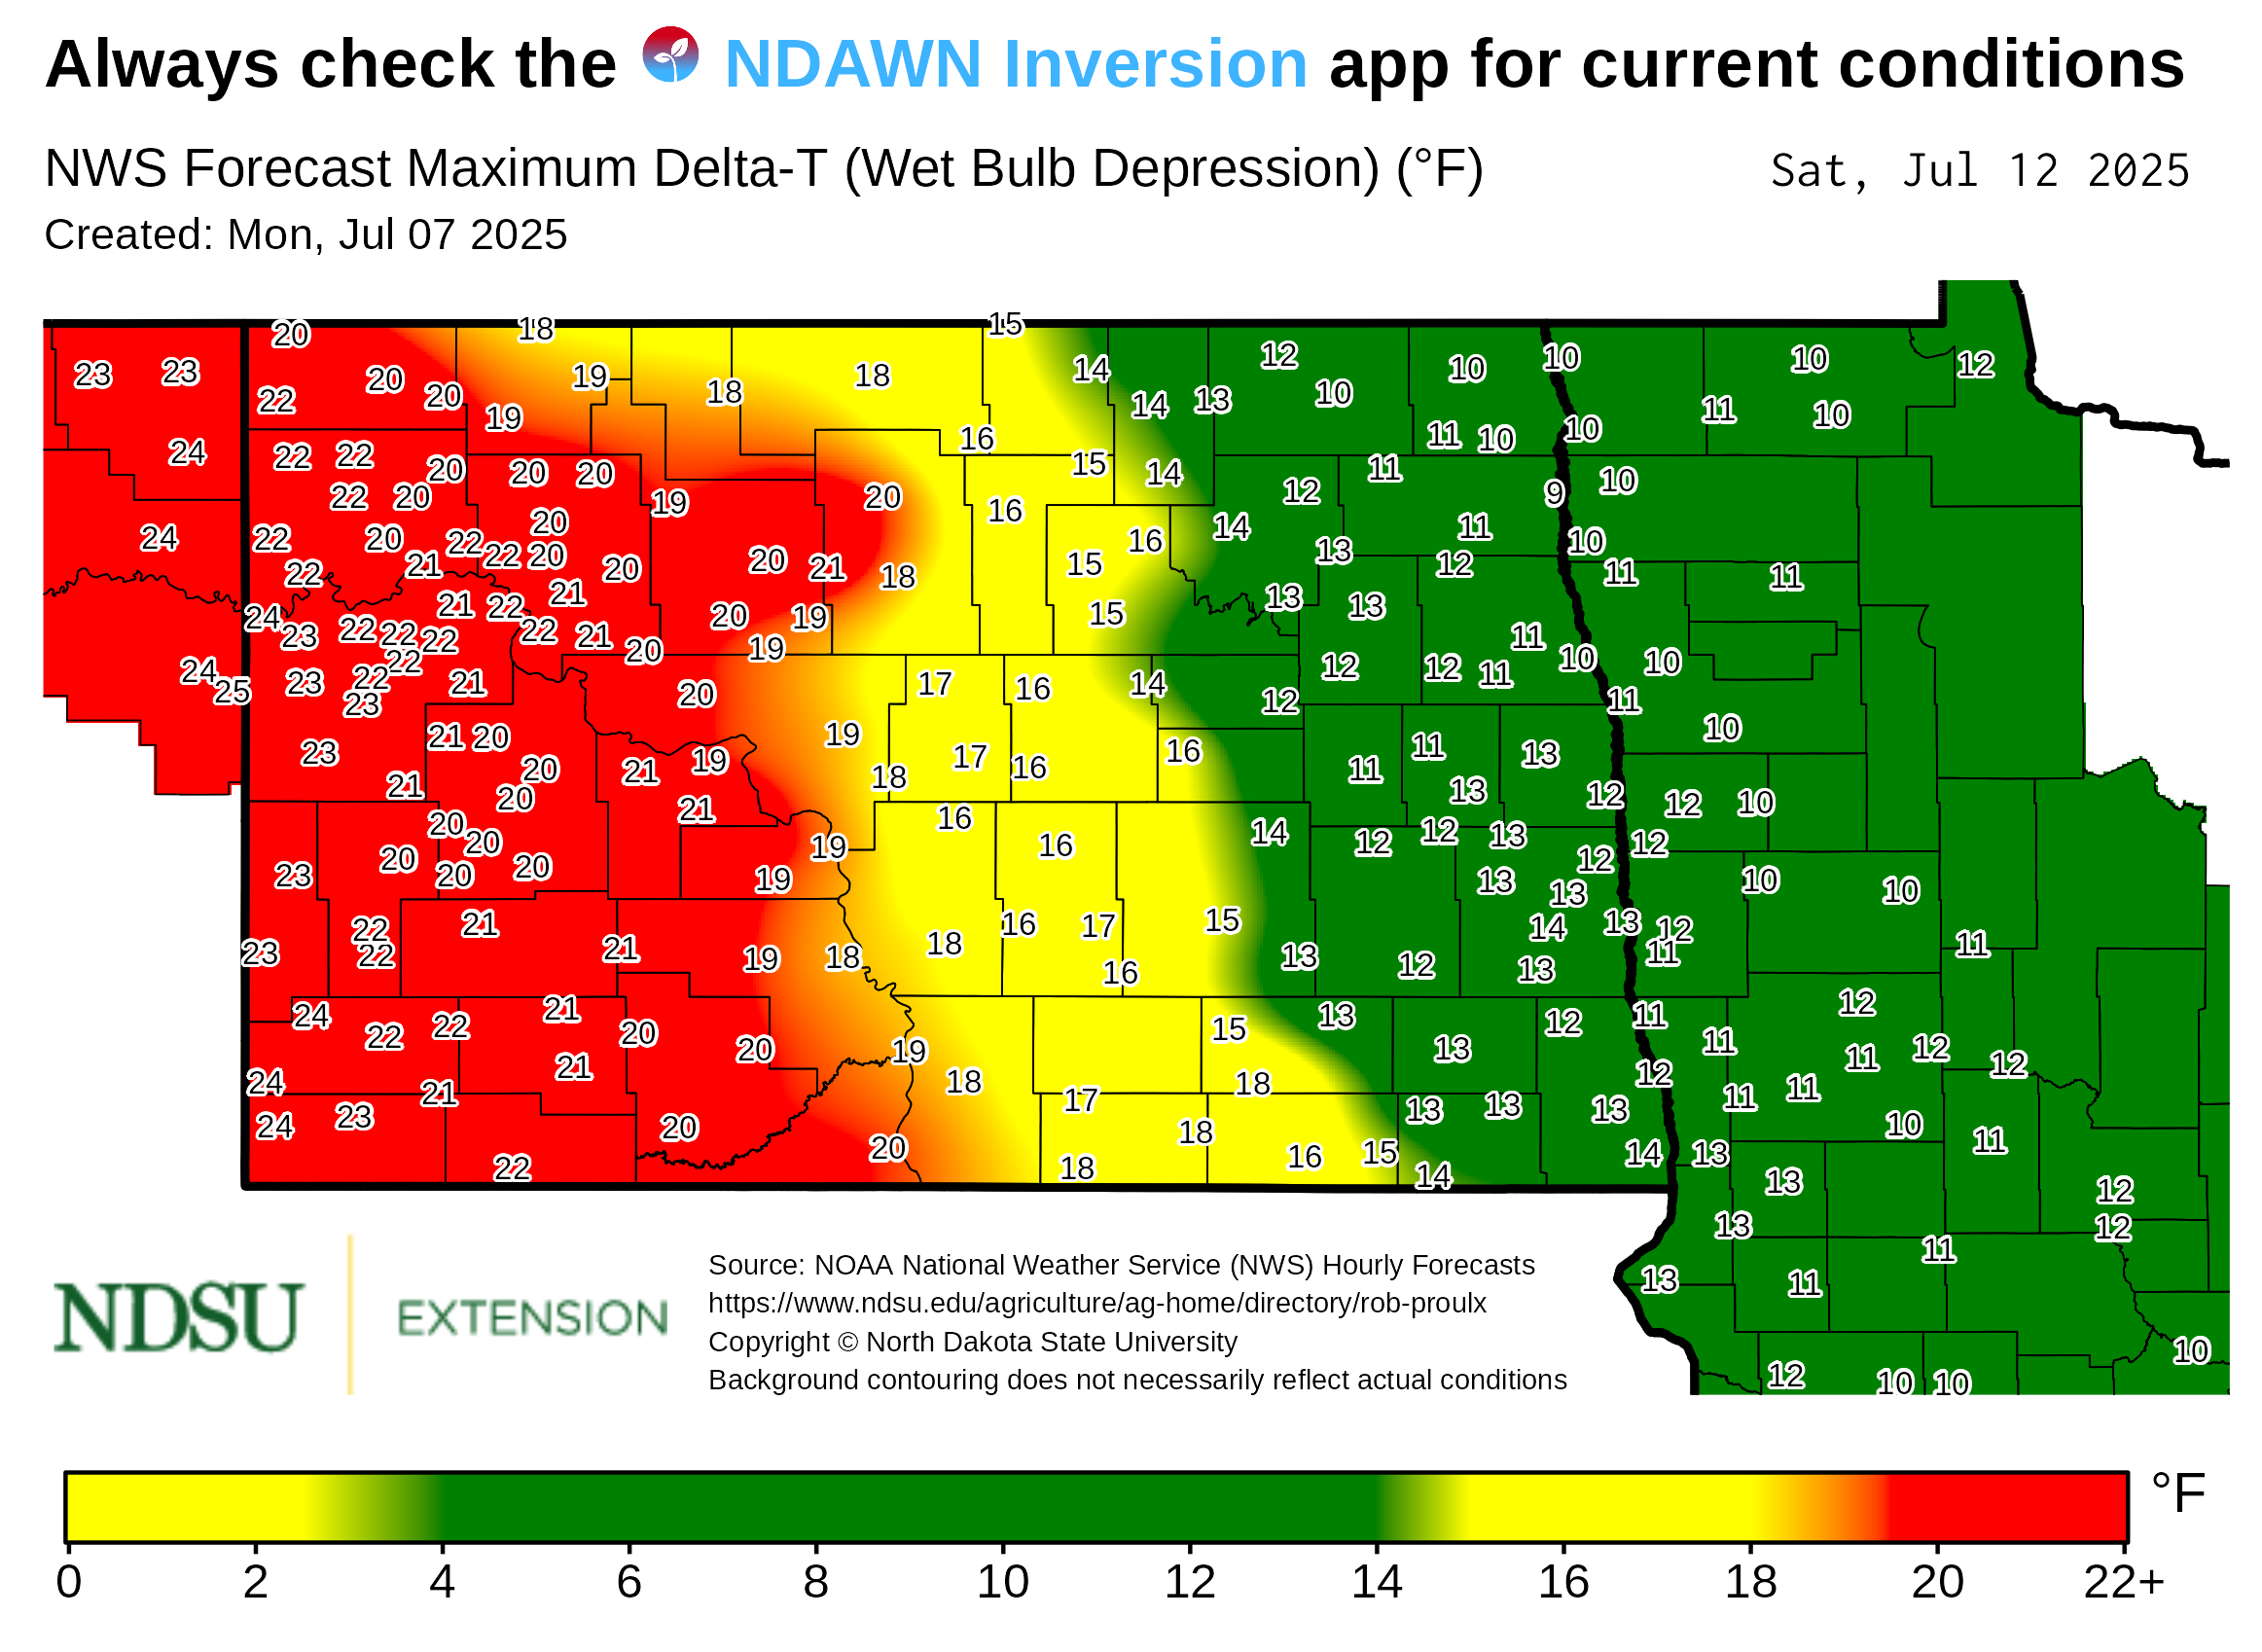 Always check the NDAWN Inversion app for current conditions
NWS Forecast Maximum Delta-T (Wet Bulb Depression) (°F) Sat, Jul 12 2025
Created: Mon, Jul 07 2025
20 18 15
23 23 20 20 19 18 18 14 12 10 10 10 12
22 19 14 13 10 11 10 10 11 10
24 22 22 20 20 20 19 20 16 15 14 12 11 9 10
22 20 20 16 14 11 10
24 22 20 22 22 20 21 20 20 21 18 15 16 13 12 11 11
22 21 22 21 20 19 15 13 13
24 23 22 22 22 22 21 20 19 12 12 11 11 10 10
24 25 23 22 22 23 21 20 17 16 14 12 11
23 21 20 20 21 19 19 18 17 16 16 11 11 13 10
21 20 21 16 13 12 12 10
20 20 20 20 20 19 16 14 12 12 13 12 12
23 19 13 13 10 10
23 22 22 21 21 19 18 18 16 17 15 13 12 14 13 12 11 11
16 13
24 22 22 21 20 20 19 15 13 13 12 11 11 12
24 21 21 18 18 12 11 11 11 12 12
24 23 20 20 17 18 13 13 13 10
22 18 16 15 14 14 13 11
13 12
13 12
13 11 11
NDSU EXTENSION
Source: NOAA National Weather Service (NWS) Hourly Forecasts
https://www.ndsu.edu/agriculture/ag-home/directory/rob-proulx
Copyright © North Dakota State University
Background contouring does not necessarily reflect actual conditions
12 10 10 10
°F
0 2 4 6 8 10 12 14 16 18 20 22+